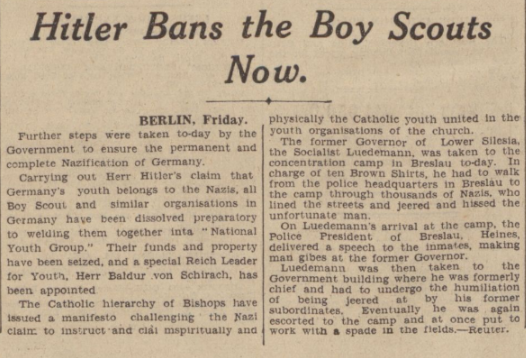 Hitler Bans the Boy Scouts
Now.
BERLIN, Friday.
Further steps were taken to-day by the
Government to ensure the permanent and
complete Nazification of Germany.
Carrying out Herr Hitler's claim that
Germany's youth belongs to the Nazis, all
Boy Scout and similar organisations in
Germany have been dissolved preparatory
to welding them together into "National
Youth Group." Their funds and property
have been seized, and a special Reich Leader
for Youth, Herr Baldur von Schirach, has
been appointed
The Catholic hierarchy of Bishops have
issued a manifesto challenging the Nazi
claim to instruct and clai mspiritually and
physically the Catholic youth united in the
youth organisations of the church.
The former Governor of Lower Silesia,
the Socialist Luedemann, was taken to the
concentration camp in Breslau to-day. In
charge of ten Brown Shirts, he had to walk
from the police headquarters in Breslau to
the camp through thousands of Nazis, who
lined the streets and jeered and hissed the
unfortunate man.
On Luedemann's arrival at the camp, the
Police President of Breslau, Heines,
delivered a speech to the inmates, making
man gibes at the former Governor.
Luedemann was then taken to the
Government building where he was formerly
chief and had to undergo the humiliation
of being jeered at by his former
subordinates. Eventually he was again
escorted to the camp and at once put to
work with a spade in the fields.—Reuter.